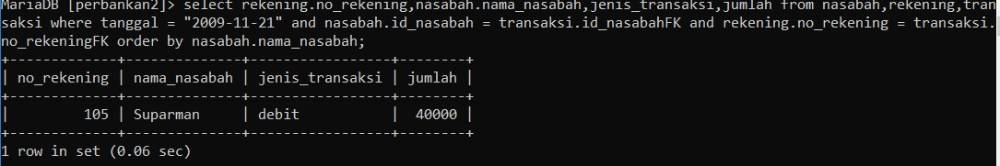 MariaDB [perbankan2]> select rekening.no_rekening,nasabah.nama_nasabah,jenis_transaksi,jumlah from nasabah,rekening,tran
saksi where tanggal = "2009-11-21" and nasabah.id_nasabah = transaksi.id_nasabahFK and rekening.no_rekening = transaksi.
no_rekeningFK order by nasabah.nama_nasabah;
+-------------+--------------+-----------------+--------+
| no_rekening | nama_nasabah | jenis_transaksi | jumlah |
+-------------+--------------+-----------------+--------+
|         105 | Suparman     | debit           |  40000 |
+-------------+--------------+-----------------+--------+
1 row in set (0.06 sec)